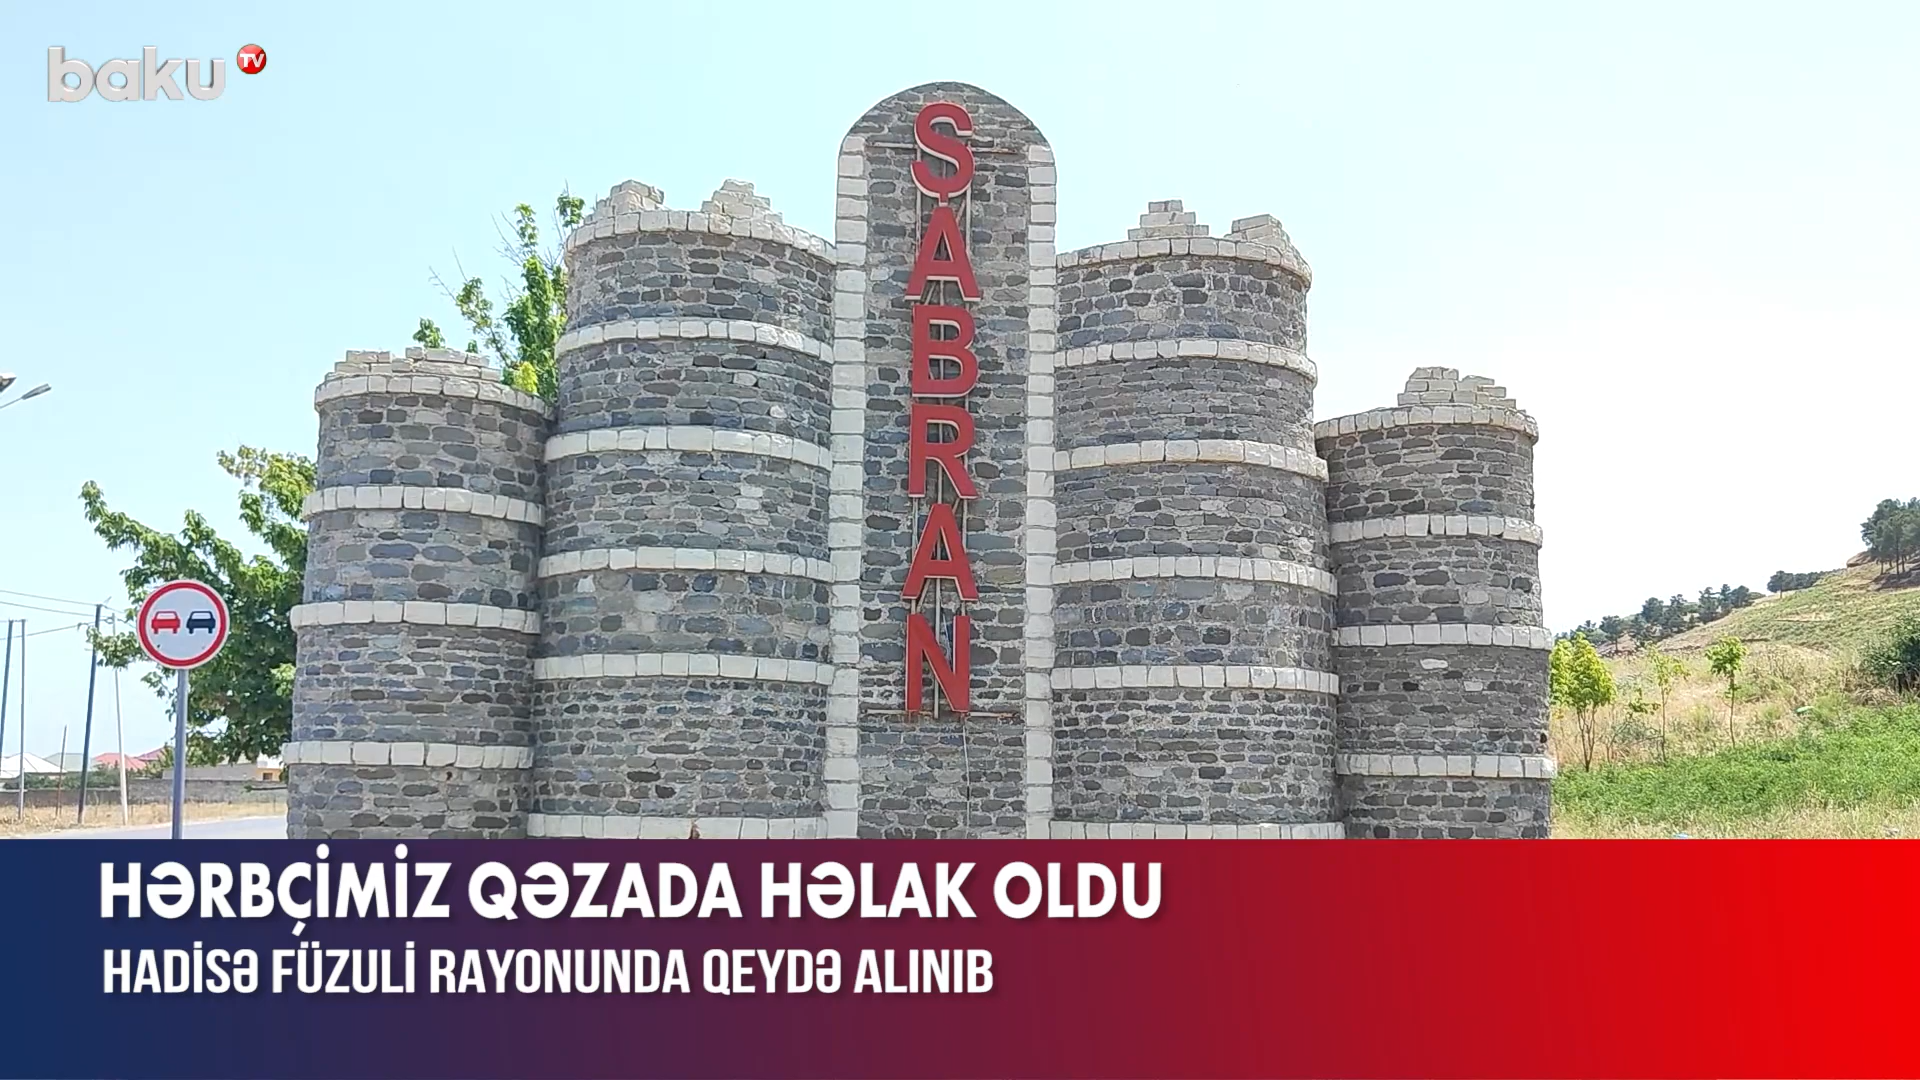 baku TV
ŞABRAN
HƏRBÇİMİZ QƏZADA HƏLAK OLDU
HADİSƏ FÜZULİ RAYONUNDA QEYDƏ ALINIB